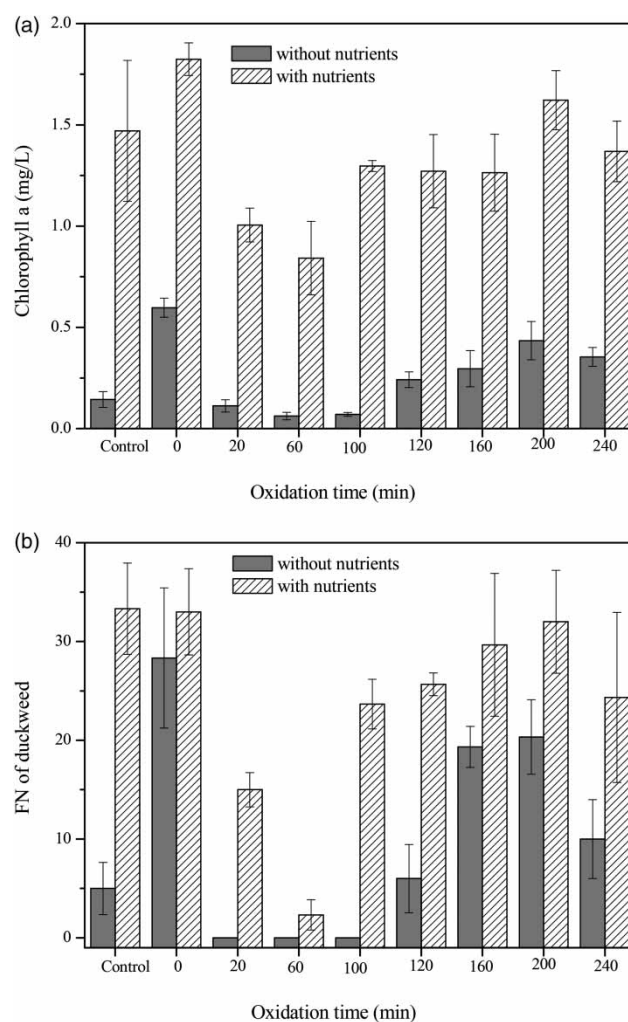 (a)
2.0
1.5
1.0
0.5
0.0
Chlorophyll a (mg/L)
without nutrients
with nutrients
Control 0 20 60 100 120 160 200 240
Oxidation time (min)
(b)
40
30
20
10
0
FN of duckweed
without nutrients
with nutrients
Control 0 20 60 100 120 160 200 240
Oxidation time (min)